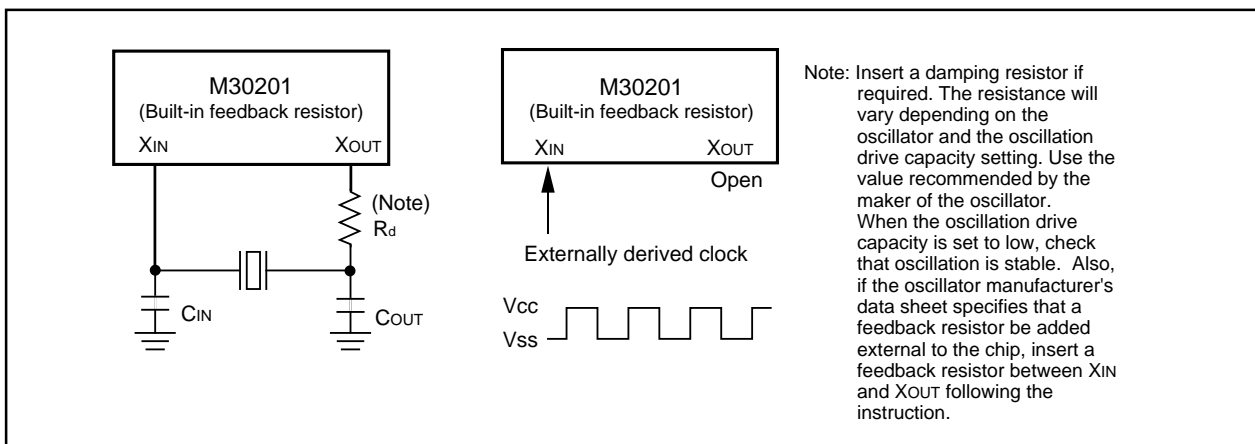 M30201
(Built-in feedback resistor)
XIN XOUT
(Note)
Rd
CIN
COUT
M30201
(Built-in feedback resistor)
XIN XOUT
Open
Externally derived clock
Vcc
Vss
Note: Insert a damping resistor if
required. The resistance will
vary depending on the
oscillator and the oscillation
drive capacity setting. Use the
value recommended by the
maker of the oscillator.
When the oscillation drive
capacity is set to low, check
that oscillation is stable. Also,
if the oscillator manufacturer's
data sheet specifies that a
feedback resistor be added
external to the chip, insert a
feedback resistor between XIN
and XOUT following the
instruction.